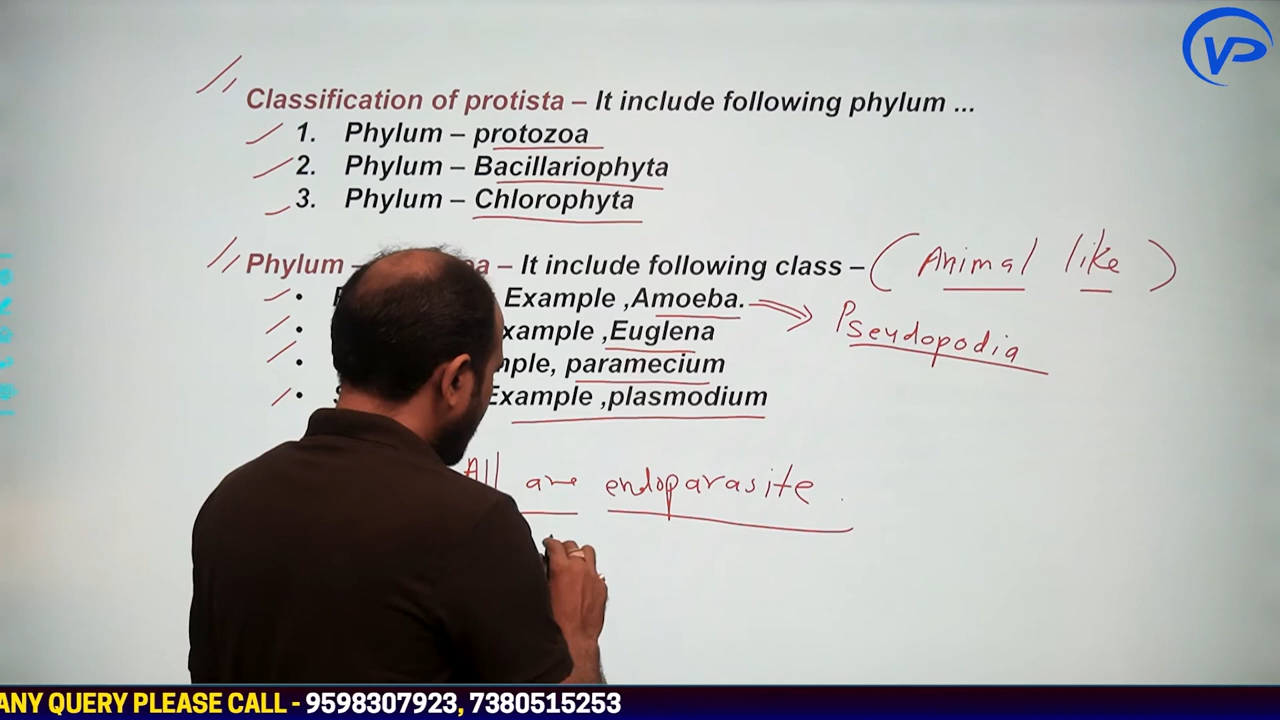 VP
Classification of protista – It include following phylum ...
1. Phylum – protozoa
2. Phylum – Bacillariophyta
3. Phylum – Chlorophyta
Phylum – – It include following class – (Animal like)
Example ,Amoeba. ⇒ Pseudopodia
Example ,Euglena
paramecium
Example ,plasmodium
All are endoparasite.
ANY QUERY PLEASE CALL - 9598307923, 7380515253